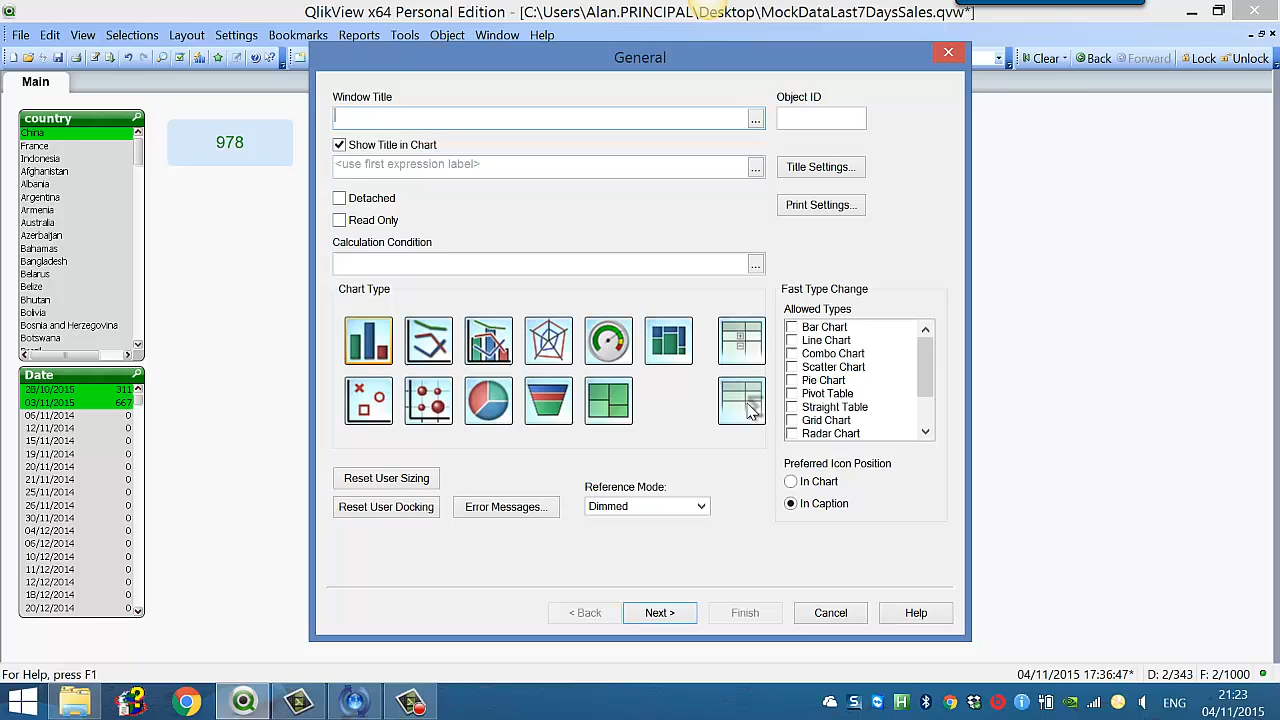 QlikView x64 Personal Edition - [C:\Users\Alan.PRINCIPAL\Desktop\MockDataLast7DaysSales.qvw*]
File Edit View Selections Layout Settings Bookmarks Reports Tools Object Window Help
Clear Back Forward Lock Unlock
Main
General
Window Title
Object ID
...
Show Title in Chart
<use first expression label>
...
Title Settings...
Detached
Read Only
Print Settings...
Calculation Condition
...
Chart Type
Fast Type Change
Allowed Types
Bar Chart
Line Chart
Combo Chart
Scatter Chart
Pie Chart
Pivot Table
Straight Table
Grid Chart
Radar Chart
Preferred Icon Position
In Chart
In Caption
Reset User Sizing
Reset User Docking
Error Messages...
Reference Mode:
Dimmed
< Back
Next >
Finish
Cancel
Help
country
China
France
Indonesia
Afghanistan
Albania
Argentina
Armenia
Australia
Azerbaijan
Bahamas
Bangladesh
Belarus
Belize
Bhutan
Bolivia
Bosnia and Herzegovina
Botswana
978
Date
28/10/2015 311
03/11/2015 667
06/11/2014 0
12/11/2014 0
15/11/2014 0
19/11/2014 0
20/11/2014 0
21/11/2014 0
25/11/2014 0
26/11/2014 0
30/11/2014 0
04/12/2014 0
06/12/2014 0
10/12/2014 0
11/12/2014 0
12/12/2014 0
18/12/2014 0
20/12/2014 0
For Help, press F1
04/11/2015 17:36:47* D: 2/343 F: 2/1000
ENG
21:23
04/11/2015